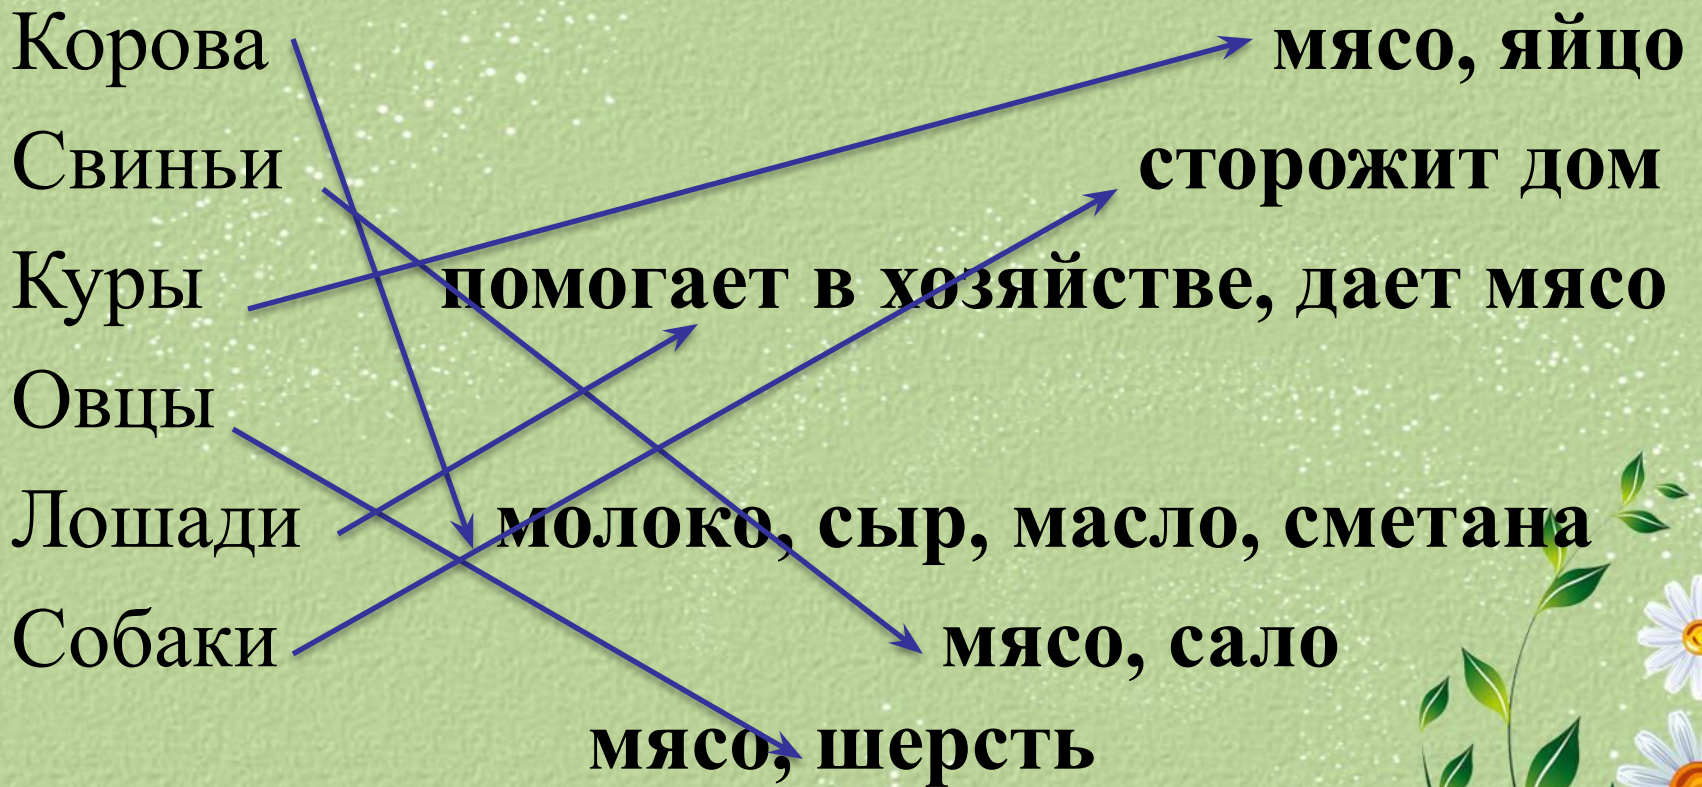 Корова мясо, яйцо
Свиньи сторожит дом
Куры помогает в хозяйстве, дает мясо
Овцы
Лошади молоко, сыр, масло, сметана
Собаки мясо, сало
мясо, шерсть